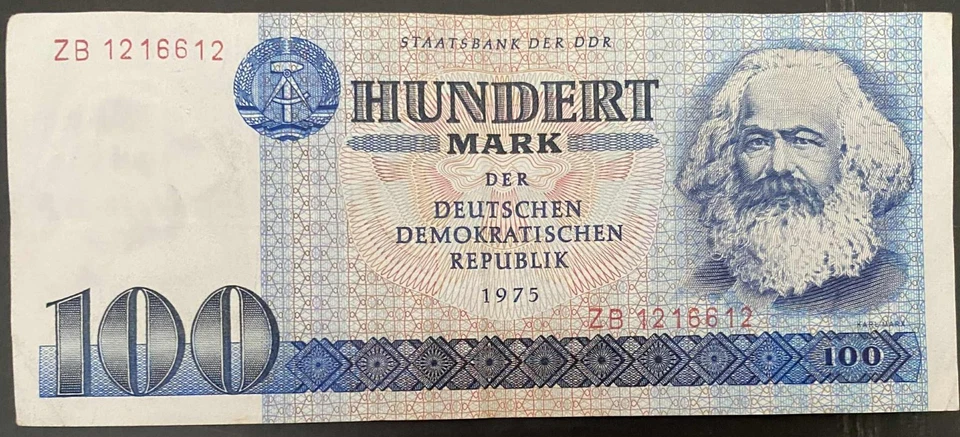 ZB 1216612
STAATSBANK DER DDR
HUNDERT
MARK
DER
DEUTSCHEN
DEMOKRATISCHEN
REPUBLIK
1975
ZB 1216612
100
100